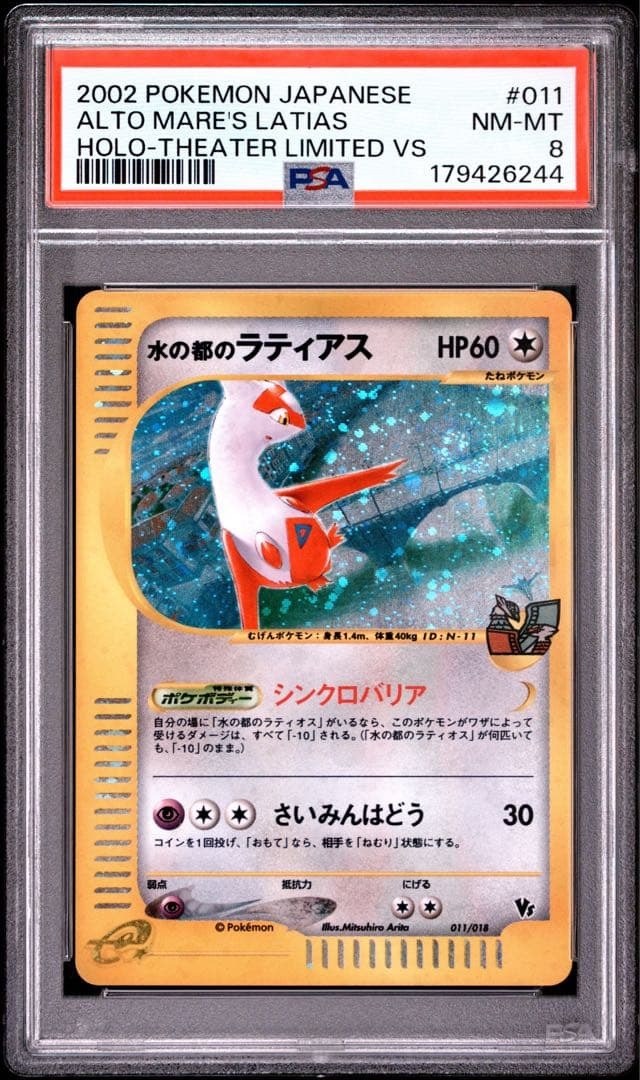 2002 POKEMON JAPANESE #011
ALTO MARE'S LATIAS NM-MT
HOLO-THEATER LIMITED VS 8
PSA 179426244
水の都のラティアス HP60
たねポケモン
むげんポケモン：身長1.4m、体重40kg ID：N-11
特殊体質
ポケボディー シンクロバリア
自分の場に「水の都のラティオス」がいるなら、このポケモンがワザによって
受けるダメージは、すべて「-10」される。（「水の都のラティオス」が何匹いて
も、「-10」のまま。）
さいみんはどう 30
コインを1回投げ、「おもて」なら、相手を「ねむり」状態にする。
弱点 抵抗力 にげる
Vs
©Pokémon Illus.Mitsuhiro Arita 011/018
PSA